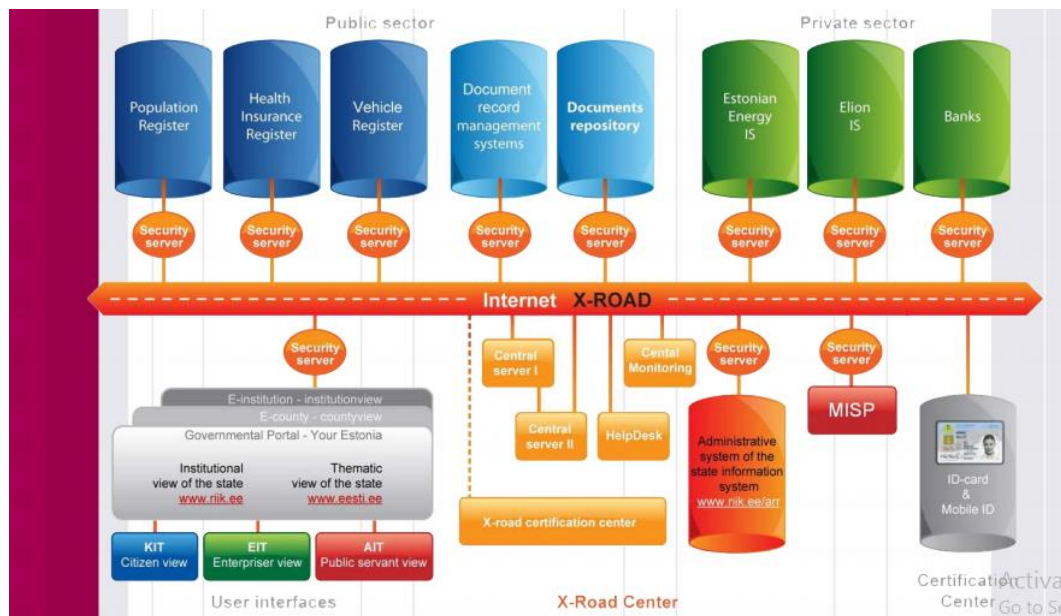 Public sector
Private sector
Population
Register
Health
Insurance
Register
Vehicle
Register
Document
record
management
systems
Documents
repository
Estonian
Energy
IS
Elion
IS
Banks
Security
server
Security
server
Security
server
Security
server
Security
server
Security
server
Security
server
Security
server
Internet X-ROAD
Security
server
Central
server I
Cental
Monitoring
Security
server
Security
server
E-institution - institutionview
E-county - countyview
Governmental Portal - Your Estonia
Institutional
view of the state
www.riik.ee
Thematic
view of the state
www.eesti.ee
Central
server II
HelpDesk
Administrative
system of the
state information
system
www.riik.ee/arr
MISP
ID-card
&
Mobile ID
X-road certification center
KIT
Citizen view
EIT
Enterpriser view
AIT
Public servant view
User interfaces
X-Road Center
Certification
Center
Activa
Go to S